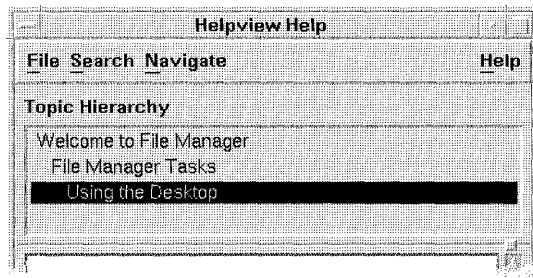 Helpview Help
File Search Navigate Help
Topic Hierarchy
Welcome to File Manager
File Manager Tasks
Using the Desktop